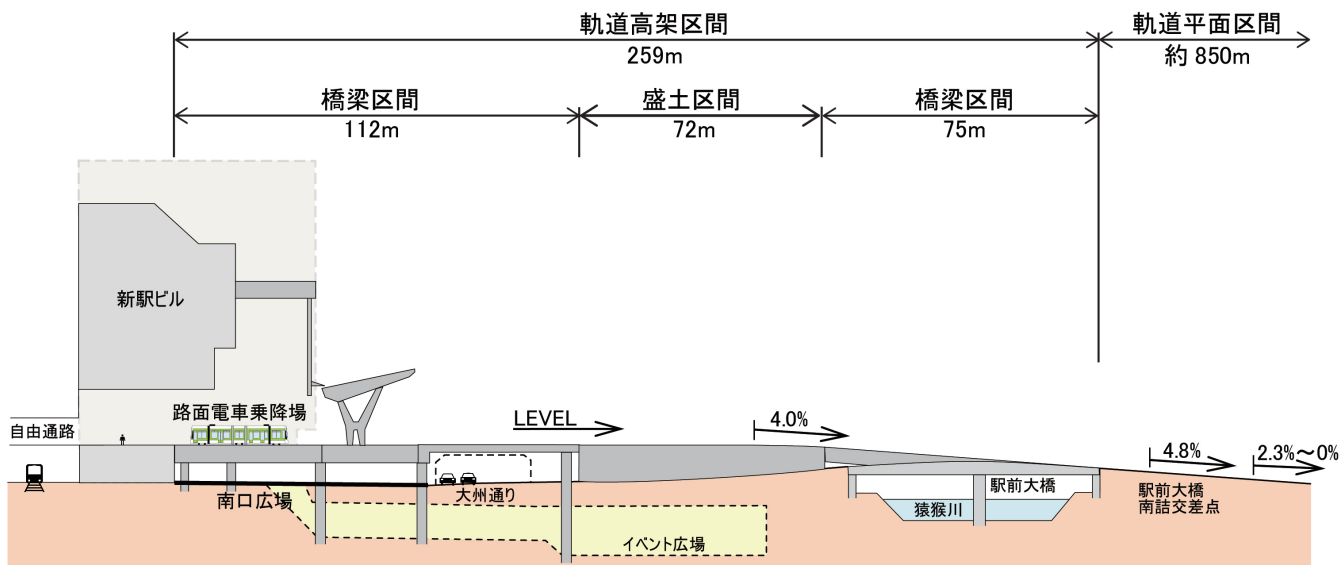 軌道高架区間
259m
軌道平面区間
約 850m
橋梁区間
112m
盛土区間
72m
橋梁区間
75m
新駅ビル
路面電車乗降場
自由通路
LEVEL
4.0%
4.8%
2.3%～0%
南口広場
大州通り
駅前大橋
駅前大橋
南詰交差点
猿猴川
イベント広場